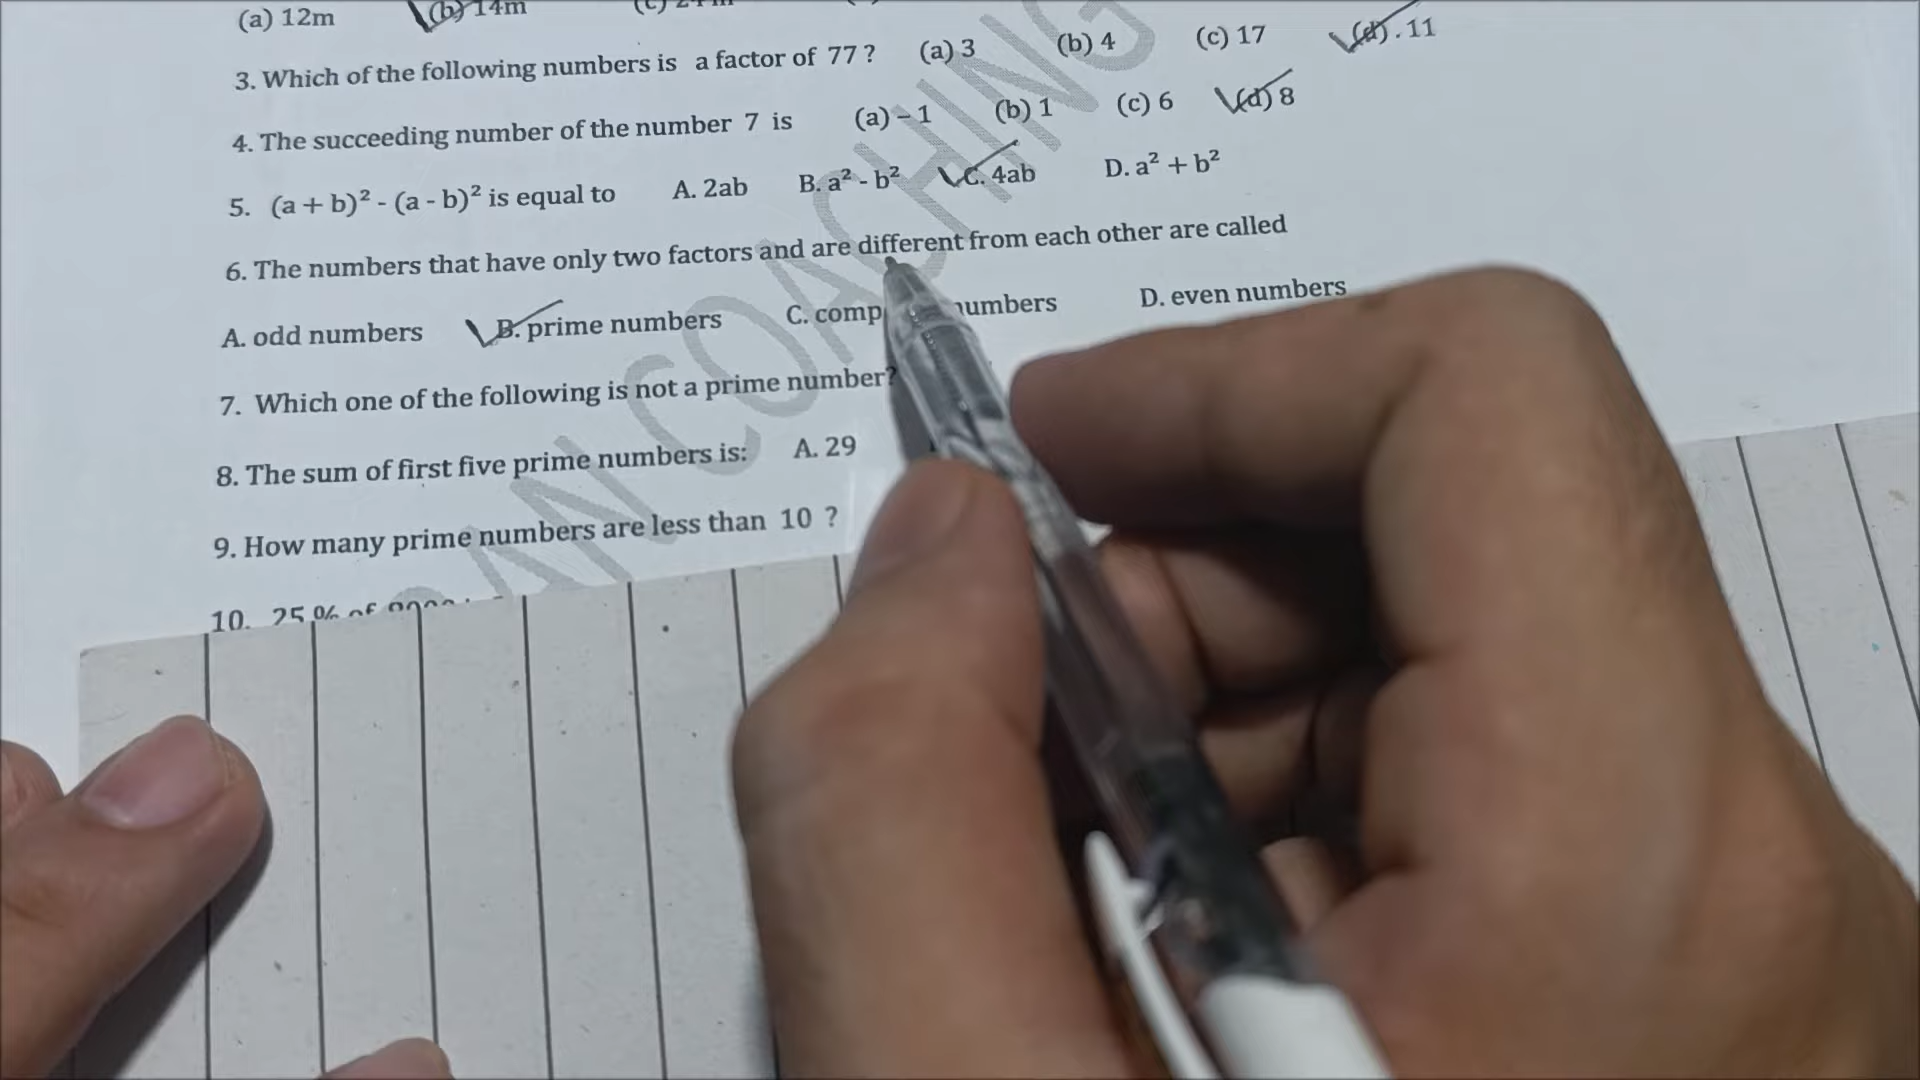 (a) 12m (b) 14m
3. Which of the following numbers is a factor of 77 ? (a) 3 (b) 4 (c) 17 (d). 11
4. The succeeding number of the number 7 is (a) – 1 (b) 1 (c) 6 (d) 8
5. (a + b)² - (a - b)² is equal to A. 2ab B. a² - b² C. 4ab D. a² + b²
6. The numbers that have only two factors and are different from each other are called
A. odd numbers B. prime numbers C. comp numbers D. even numbers
7. Which one of the following is not a prime number?
8. The sum of first five prime numbers is: A. 29
9. How many prime numbers are less than 10 ?
10. 25 % of
COACHING